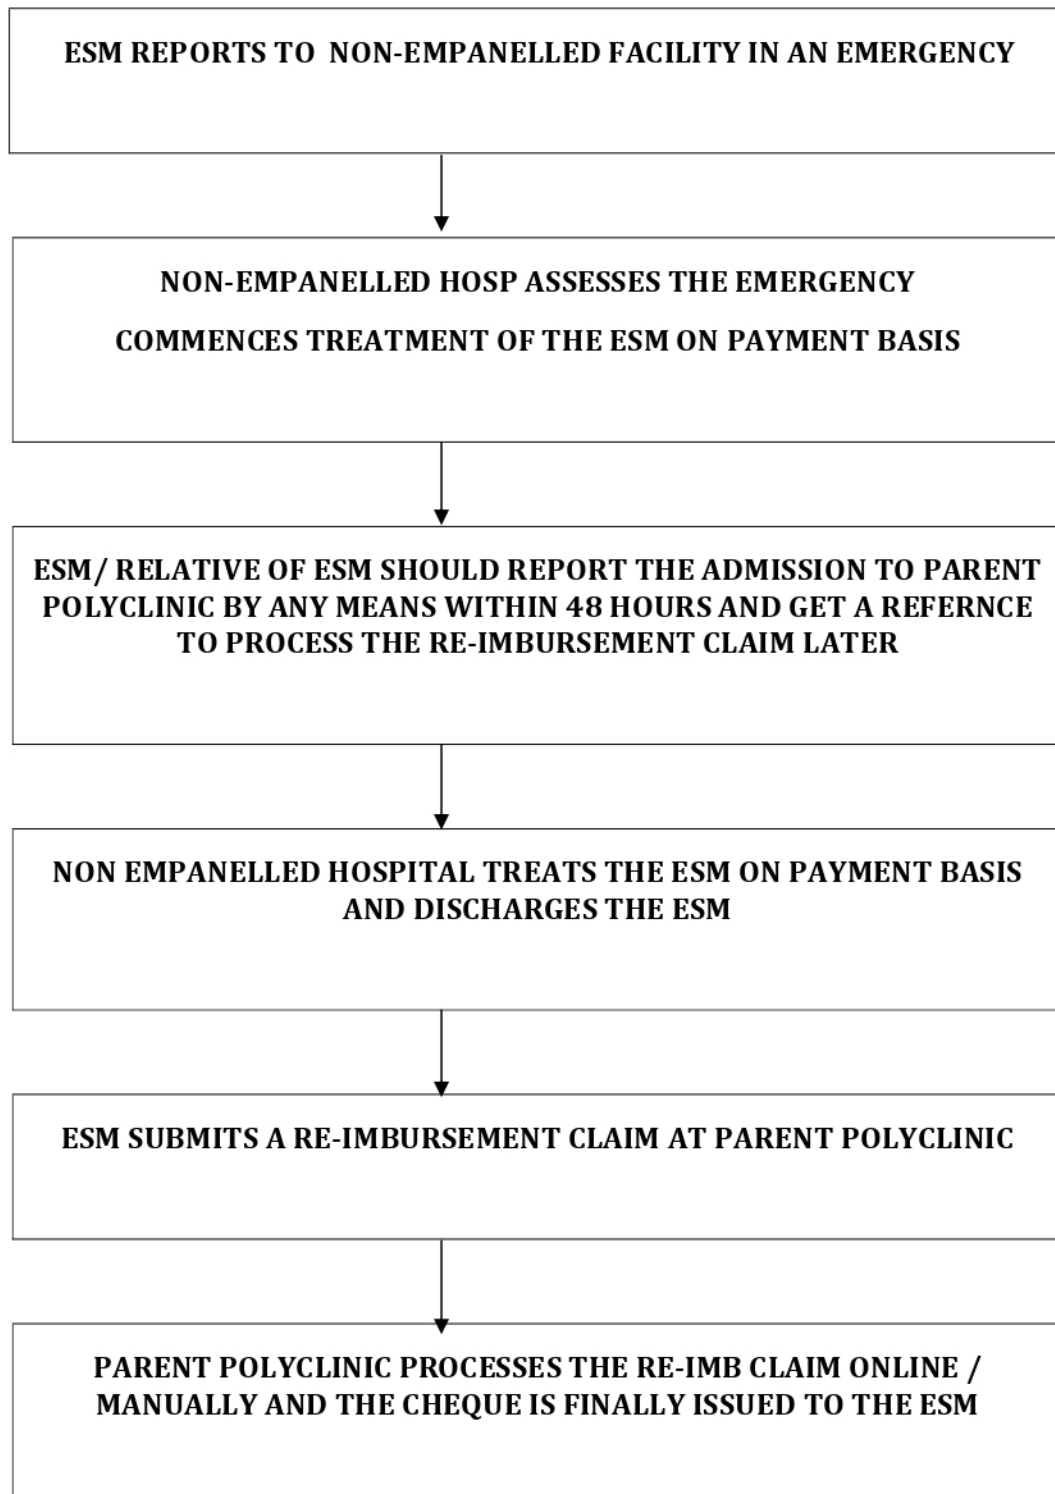 ESM REPORTS TO NON-EMPANELLED FACILITY IN AN EMERGENCY
NON-EMPANELLED HOSP ASSESSES THE EMERGENCY
COMMENCES TREATMENT OF THE ESM ON PAYMENT BASIS
ESM/ RELATIVE OF ESM SHOULD REPORT THE ADMISSION TO PARENT
POLYCLINIC BY ANY MEANS WITHIN 48 HOURS AND GET A REFERNCE
TO PROCESS THE RE-IMBURSEMENT CLAIM LATER
NON EMPANELLED HOSPITAL TREATS THE ESM ON PAYMENT BASIS
AND DISCHARGES THE ESM
ESM SUBMITS A RE-IMBURSEMENT CLAIM AT PARENT POLYCLINIC
PARENT POLYCLINIC PROCESSES THE RE-IMB CLAIM ONLINE /
MANUALLY AND THE CHEQUE IS FINALLY ISSUED TO THE ESM